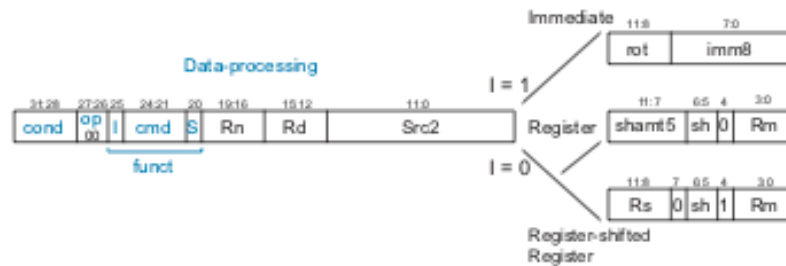 Immediate
11:8 7:0
rot imm8
Data-processing
I = 1
31:28 27:26 25 24:21 20 19:16 15:12 11:0
cond op 00 I cmd S Rn Rd Src2
funct
Register
11:7 6:5 4 3:0
shamt5 sh 0 Rm
I = 0
11:8 7 6:5 4 3:0
Rs 0 sh 1 Rm
Register-shifted
Register